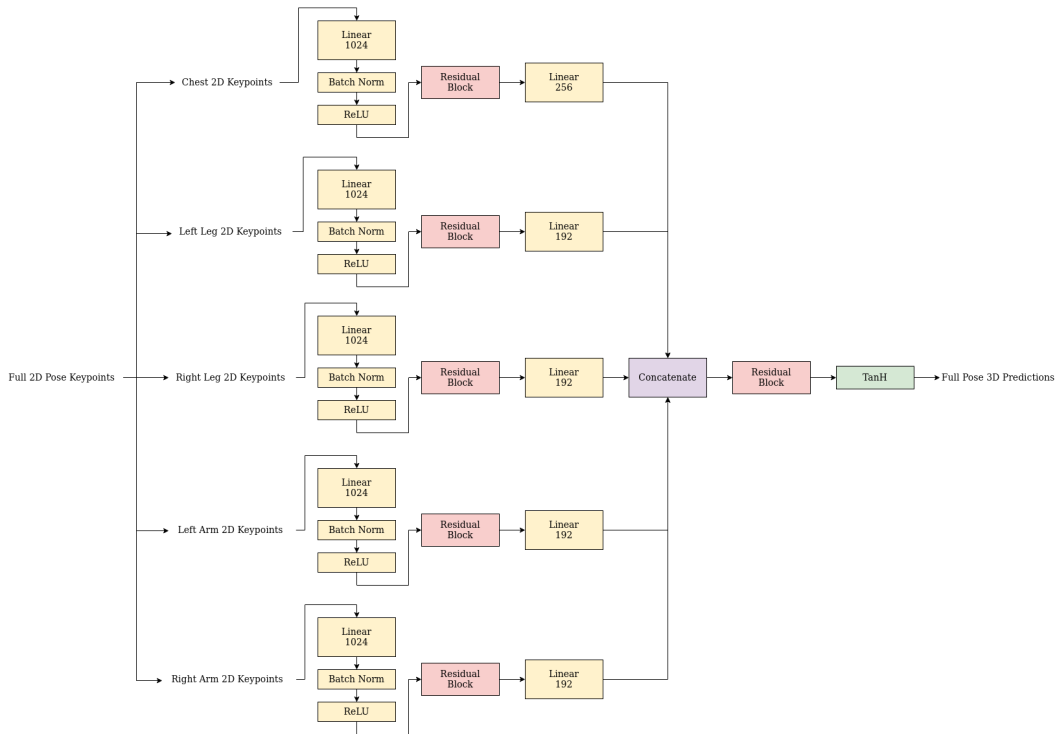 Linear
1024
Chest 2D Keypoints
Batch Norm
ReLU
Residual
Block
Linear
256
Linear
1024
Left Leg 2D Keypoints
Batch Norm
ReLU
Residual
Block
Linear
192
Full 2D Pose Keypoints
Linear
1024
Right Leg 2D Keypoints
Batch Norm
ReLU
Residual
Block
Linear
192
Concatenate
Residual
Block
TanH
Full Pose 3D Predictions
Linear
1024
Left Arm 2D Keypoints
Batch Norm
ReLU
Residual
Block
Linear
192
Linear
1024
Right Arm 2D Keypoints
Batch Norm
ReLU
Residual
Block
Linear
192